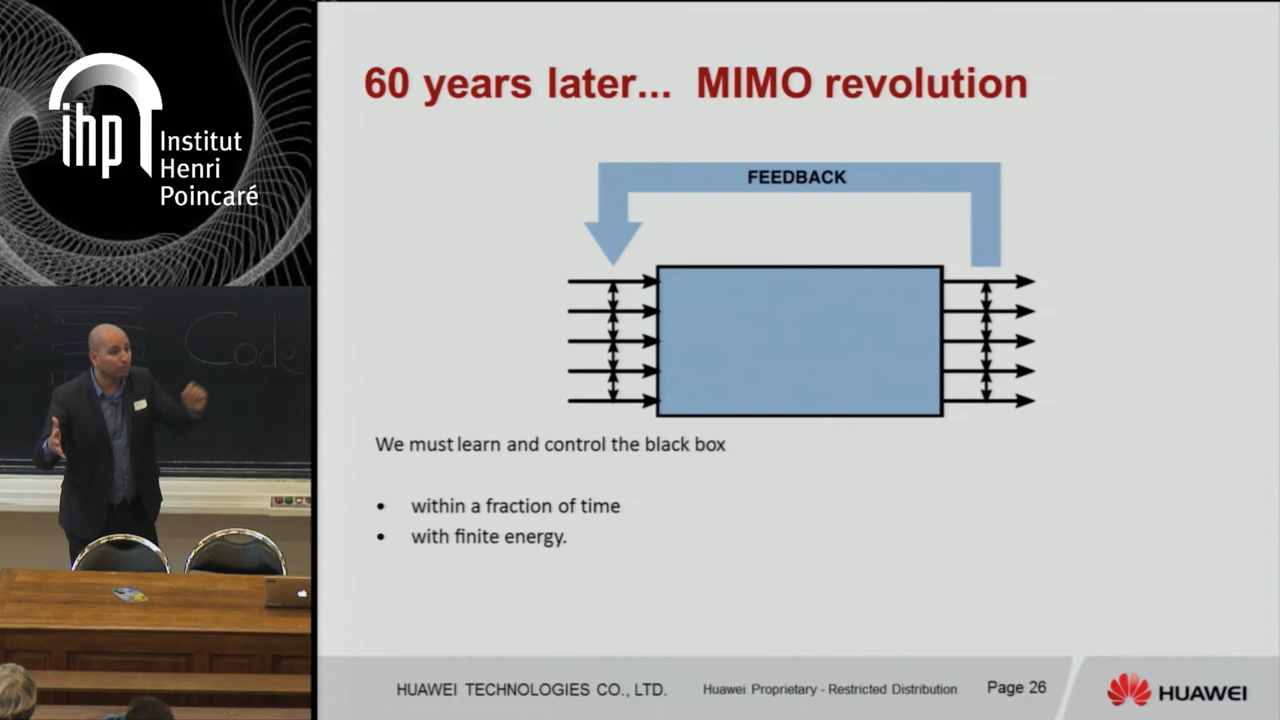 ihp
Institut
Henri
Poincaré
Code
60 years later... MIMO revolution
FEEDBACK
We must learn and control the black box
• within a fraction of time
• with finite energy.
HUAWEI TECHNOLOGIES CO., LTD.
Huawei Proprietary - Restricted Distribution
Page 26
HUAWEI